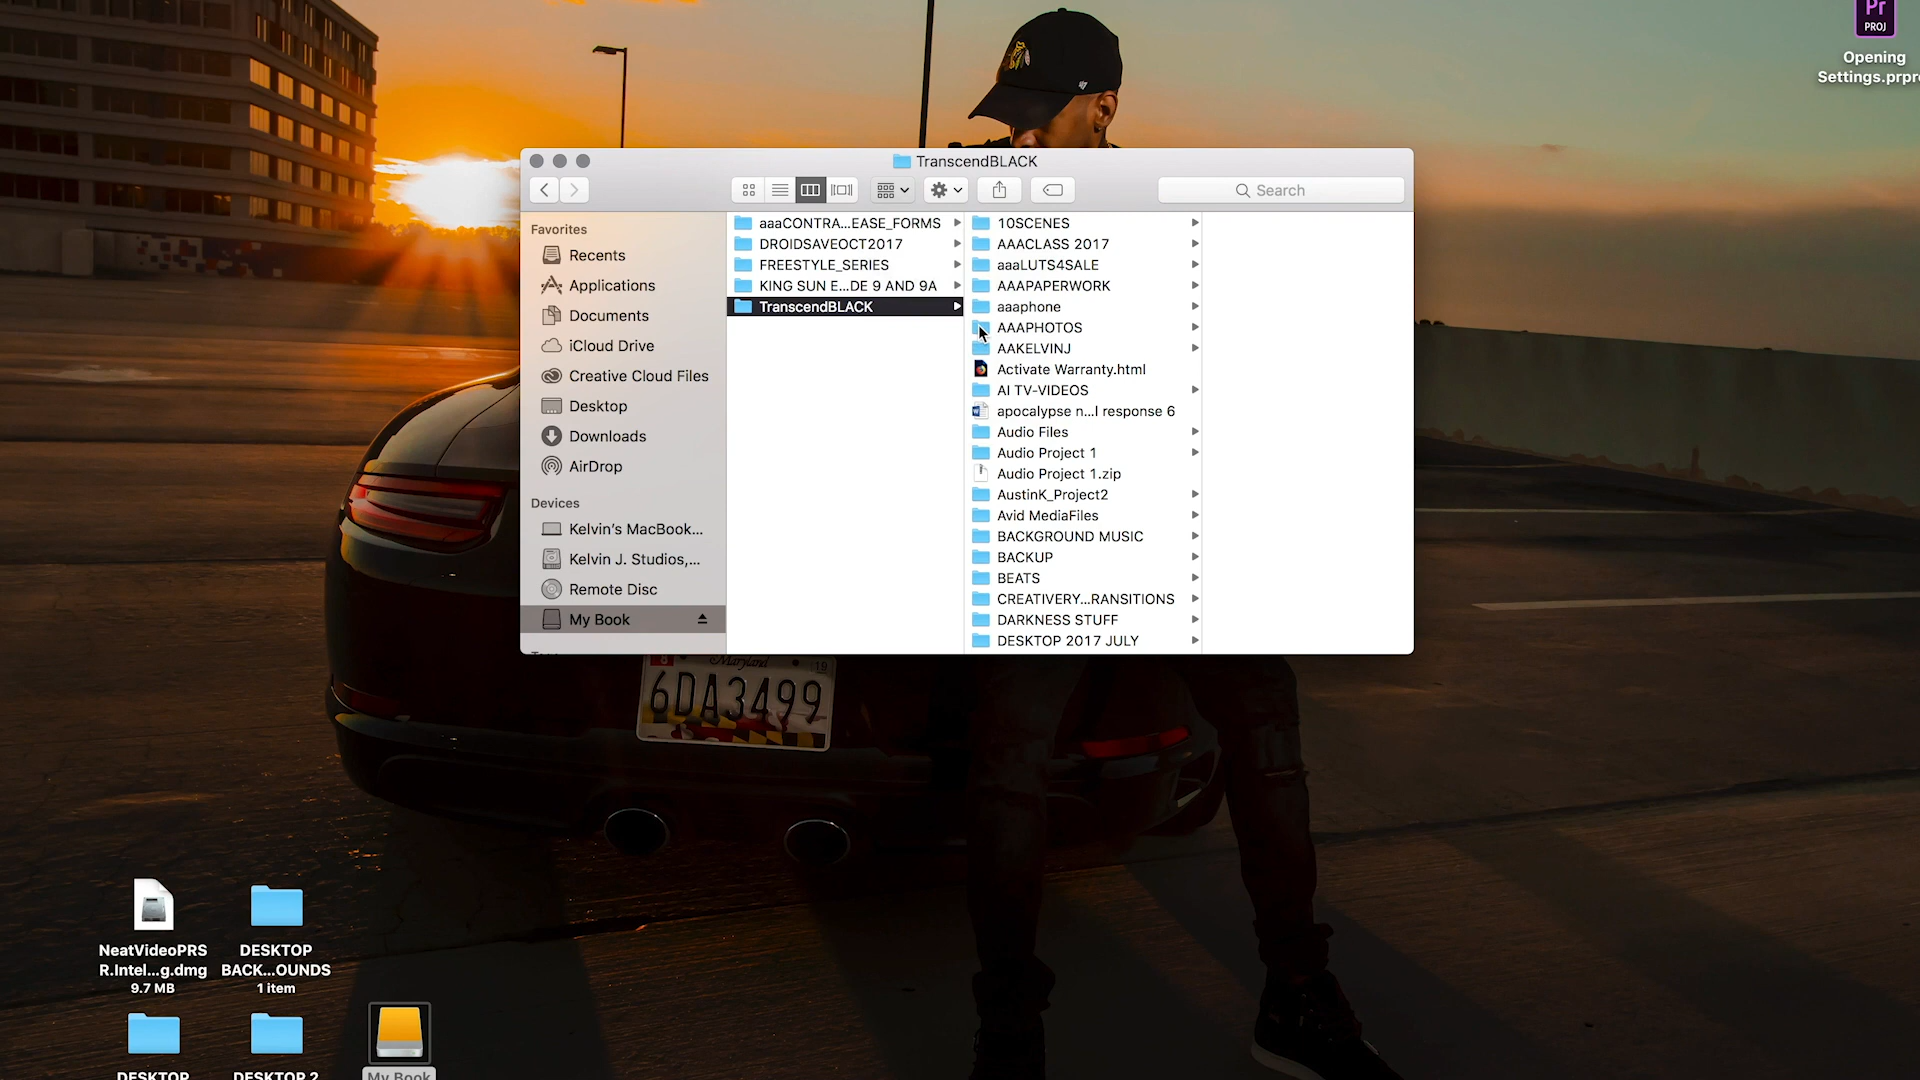 Pr
PROJ
Opening
Settings.prpr
TranscendBLACK
Search
Favorites
Recents
Applications
Documents
iCloud Drive
Creative Cloud Files
Desktop
Downloads
AirDrop
Devices
Kelvin's MacBook...
Kelvin J. Studios,...
Remote Disc
My Book
aaaCONTRA...EASE_FORMS
DROIDSAVEOCT2017
FREESTYLE_SERIES
KING SUN E...DE 9 AND 9A
TranscendBLACK
10SCENES
AAACLASS 2017
aaaLUTS4SALE
AAAPAPERWORK
aaaphone
AAAPHOTOS
AAKELVINJ
Activate Warranty.html
AI TV-VIDEOS
apocalypse n...l response 6
Audio Files
Audio Project 1
Audio Project 1.zip
AustinK_Project2
Avid MediaFiles
BACKGROUND MUSIC
BACKUP
BEATS
CREATIVERY...RANSITIONS
DARKNESS STUFF
DESKTOP 2017 JULY
Maryland
8
19
6DA3499
NeatVideoPRS
R.Intel...g.dmg
9.7 MB
DESKTOP
BACK...OUNDS
1 item
DESKTOP
DESKTOP 2
My Book